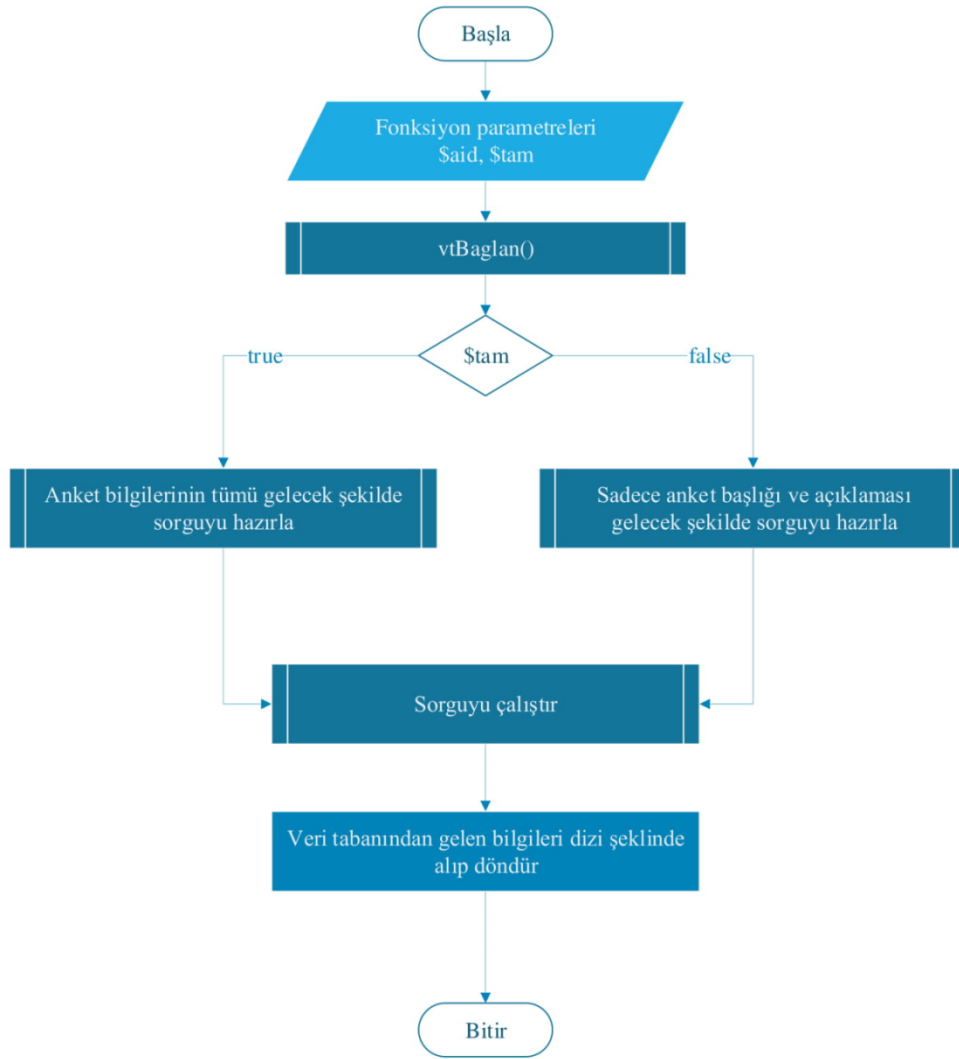 Başla
Fonksiyon parametreleri
$aid, $tam
vtBaglan()
$tam
true
false
Anket bilgilerinin tümü gelecek şekilde
sorguyu hazırla
Sadece anket başlığı ve açıklaması
gelecek şekilde sorguyu hazırla
Sorguyu çalıştır
Veri tabanından gelen bilgileri dizi şeklinde
alıp döndür
Bitir